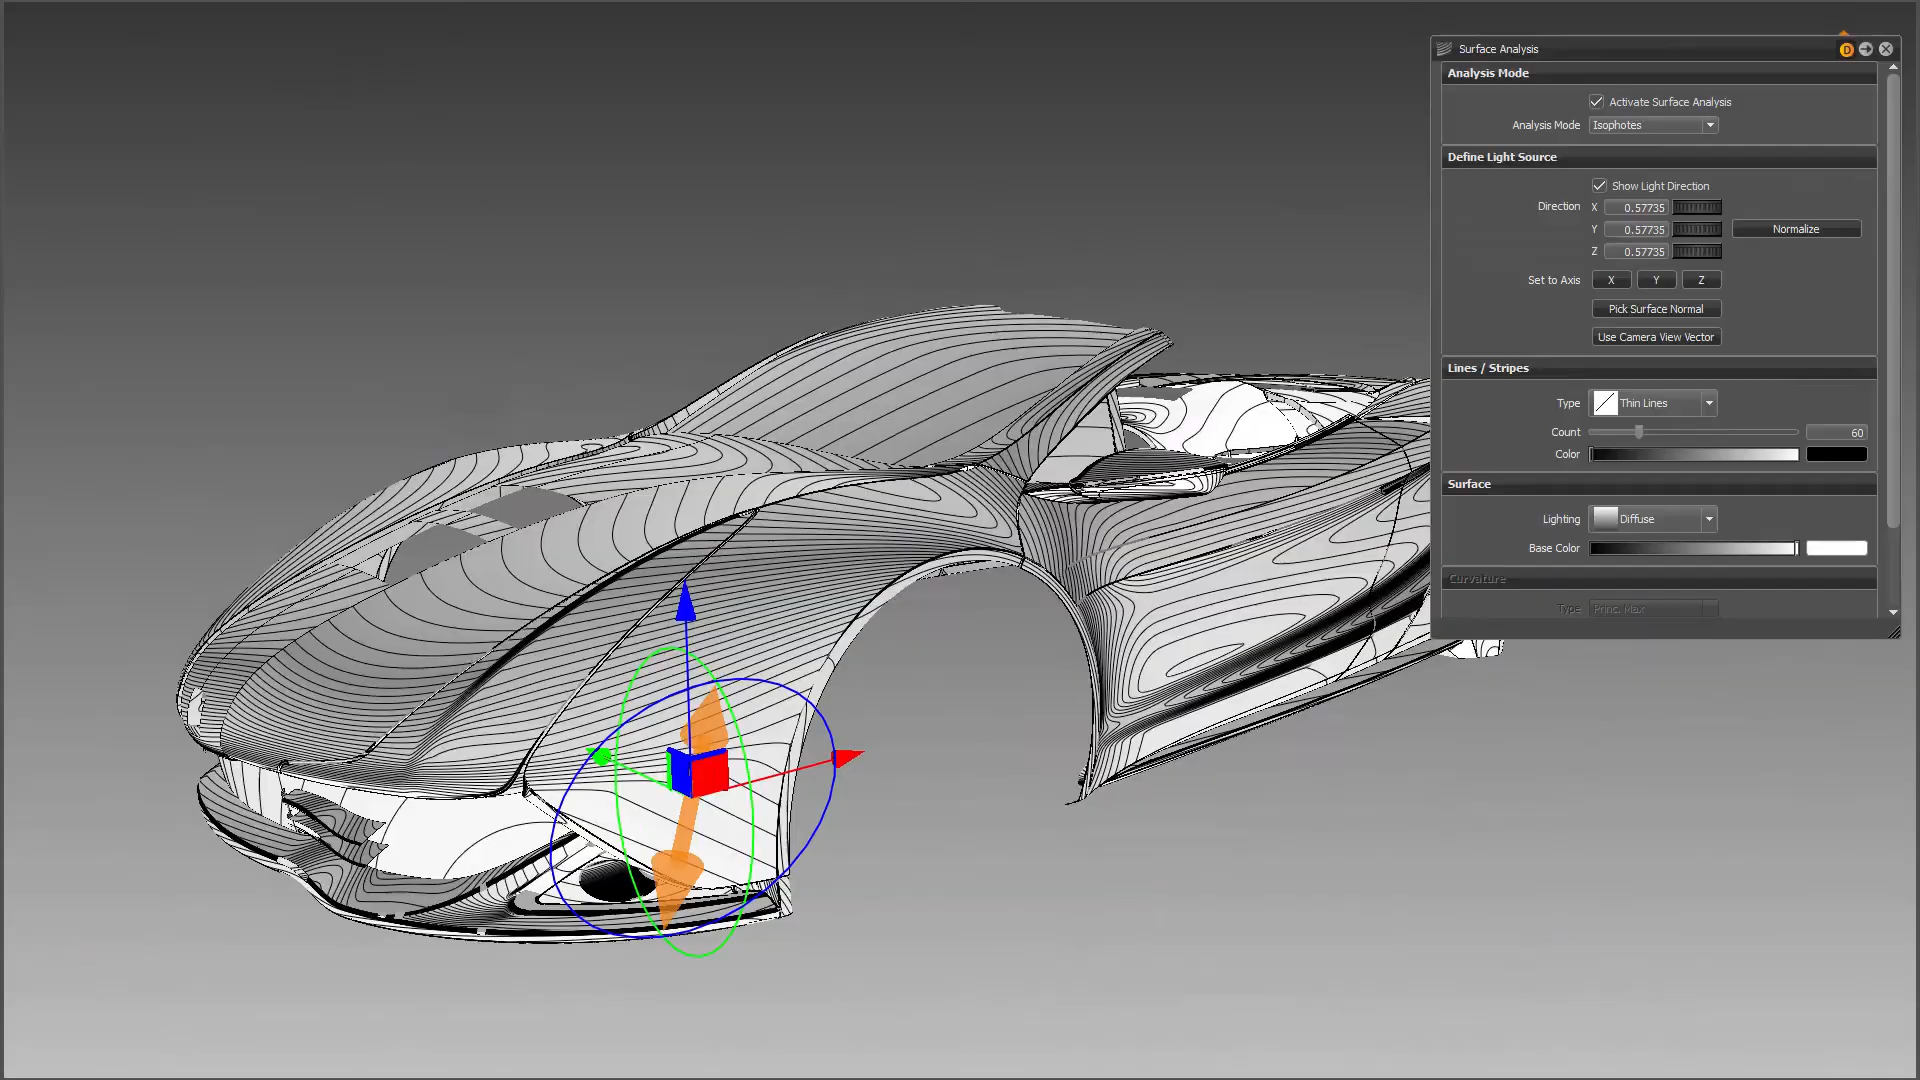 Surface Analysis
D
Analysis Mode
Activate Surface Analysis
Analysis Mode Isophotes
Define Light Source
Show Light Direction
Direction X 0.57735
Y 0.57735 Normalize
Z 0.57735
Set to Axis X Y Z
Pick Surface Normal
Use Camera View Vector
Lines / Stripes
Type Thin Lines
Count 60
Color
Surface
Lighting Diffuse
Base Color
Curvature
Type Princ. Max